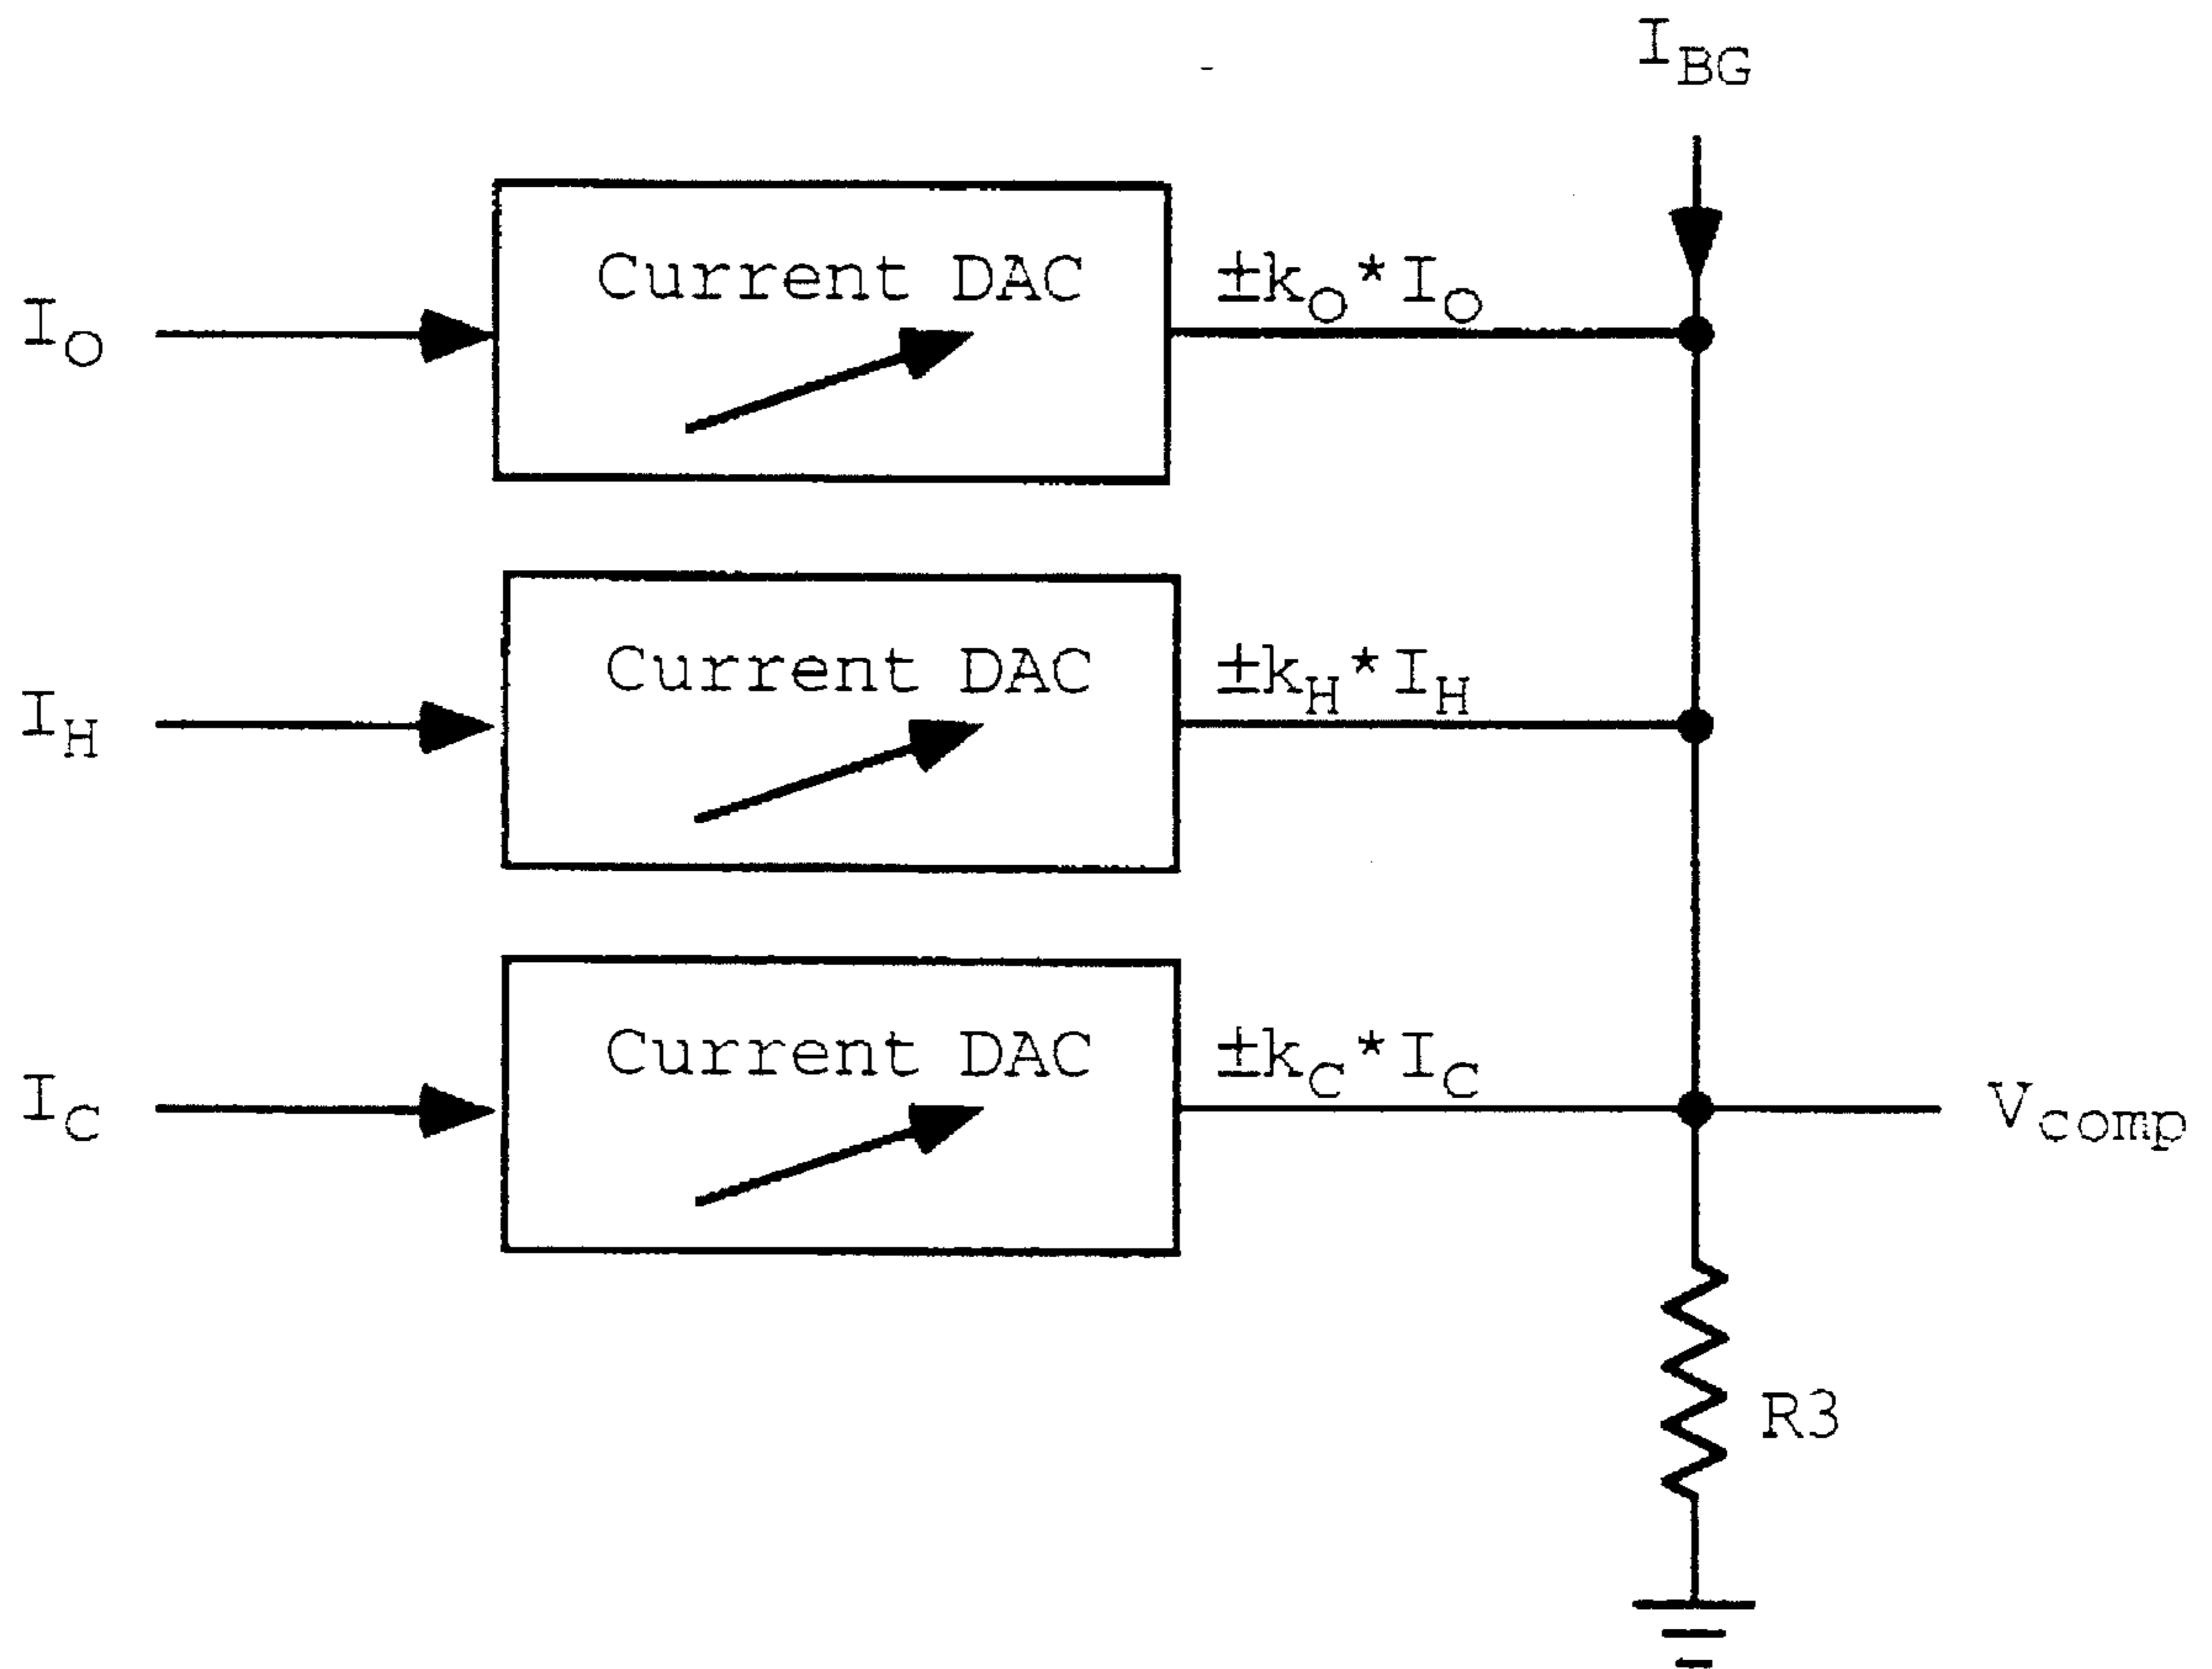 I_BG
Current DAC
±k_O*I_O
I_O
Current DAC
±k_H*I_H
I_H
Current DAC
±k_C*I_C
I_C
V_comp
R3